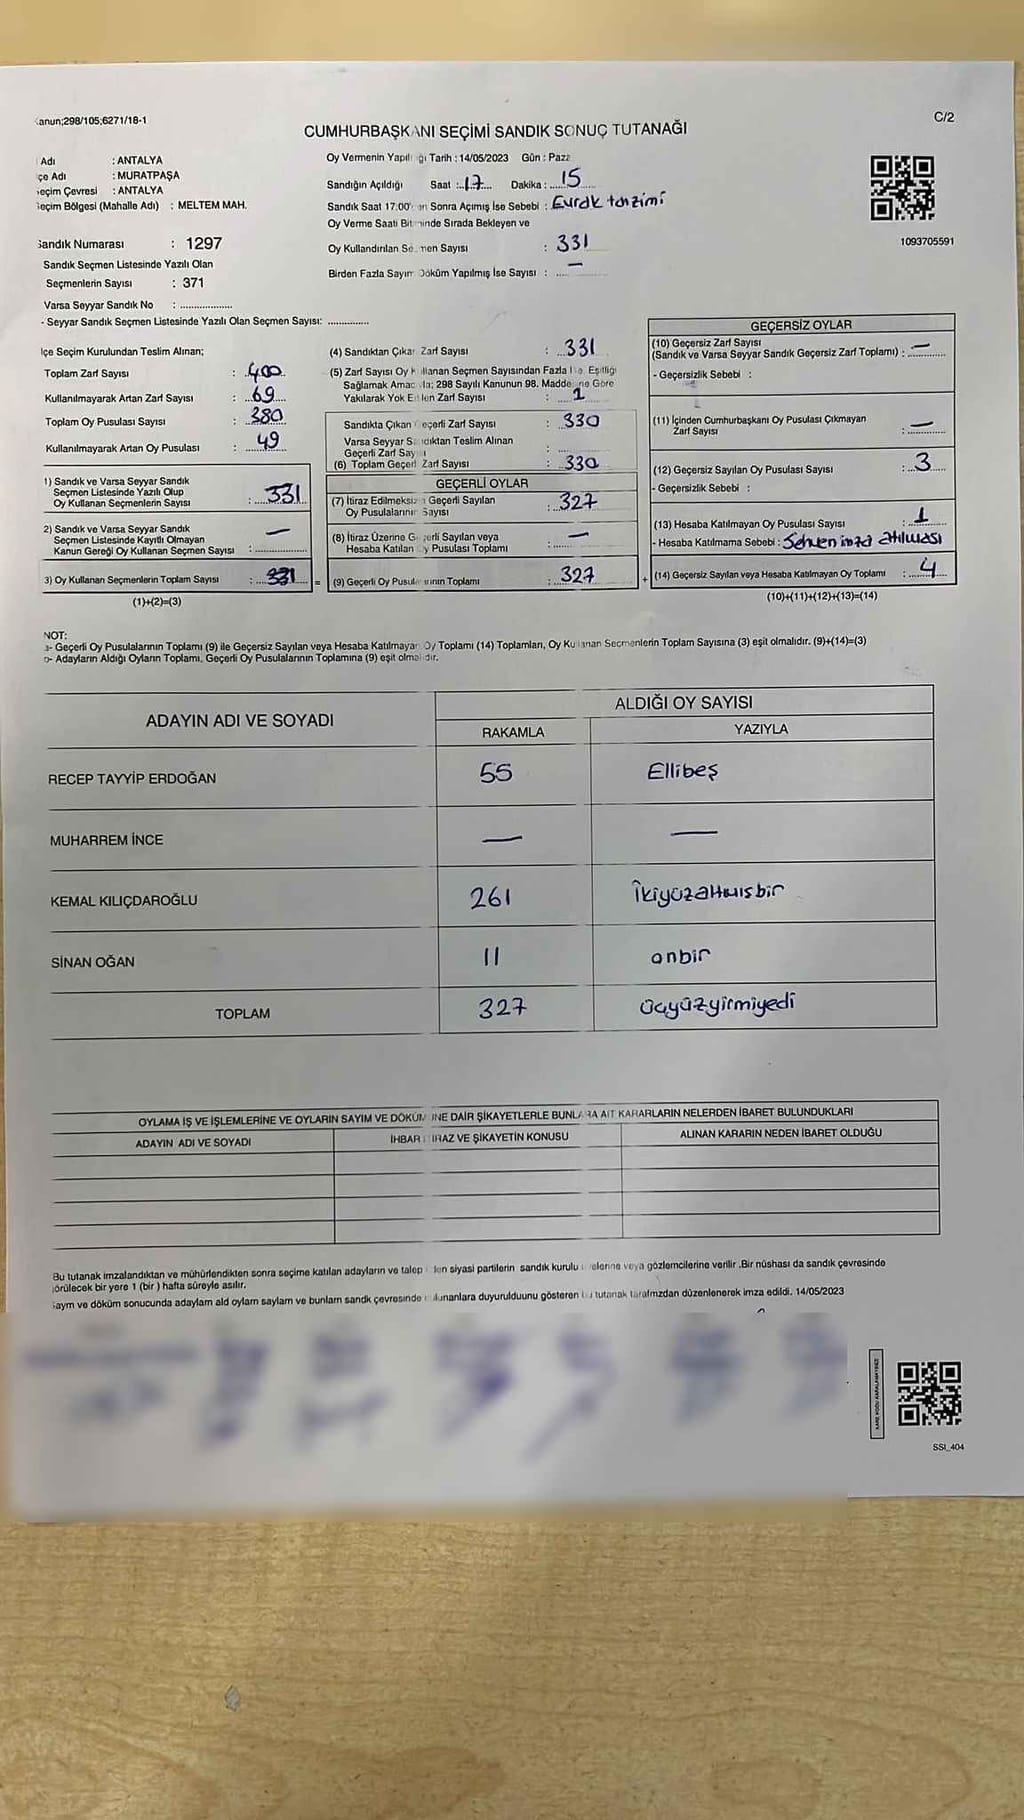 Kanun;298/105;6271/18-1
C/2
CUMHURBAŞKANI SEÇİMİ SANDIK SONUÇ TUTANAĞI
Adı : ANTALYA
çe Adı : MURATPAŞA
eçim Çevresi : ANTALYA
eçim Bölgesi (Mahalle Adı) : MELTEM MAH.
Sandık Numarası : 1297
Sandık Seçmen Listesinde Yazılı Olan
Seçmenlerin Sayısı : 371
Varsa Seyyar Sandık No : ...................
- Seyyar Sandık Seçmen Listesinde Yazılı Olan Seçmen Sayısı: ...............
Oy Vermenin Yapıldığı Tarih : 14/05/2023 Gün : Paza
Sandığın Açıldığı Saat : 17 Dakika : 15
Sandık Saat 17:00'den Sonra Açımış İse Sebebi : Evrak tanzimi
Oy Verme Saati Bitiminde Sırada Bekleyen ve
Oy Kullandırılan Seçmen Sayısı : 331
Birden Fazla Sayım Döküm Yapılmış İse Sayısı : —
1093705591
lçe Seçim Kurulundan Teslim Alınan;
Toplam Zarf Sayısı : 400
Kullanılmayarak Artan Zarf Sayısı : 69
Toplam Oy Pusulası Sayısı : 380
Kullanılmayarak Artan Oy Pusulası : 49
1) Sandık ve Varsa Seyyar Sandık
Seçmen Listesinde Yazılı Olup
Oy Kullanan Seçmenlerin Sayısı : 331
2) Sandık ve Varsa Seyyar Sandık
Seçmen Listesinde Kayıtlı Olmayan
Kanun Gereği Oy Kullanan Seçmen Sayısı : —
3) Oy Kullanan Seçmenlerin Toplam Sayısı : 331 =
(1)+(2)=(3)
(4) Sandıktan Çıkan Zarf Sayısı : 331
(5) Zarf Sayısı Oy Kullanan Seçmen Sayısından Fazla İse, Eşitliği
Sağlamak Amacıyla; 298 Sayılı Kanunun 98. Maddesine Göre
Yakılarak Yok Edilen Zarf Sayısı : 1
Sandıkta Çıkan Geçerli Zarf Sayısı : 330
Varsa Seyyar Sandıktan Teslim Alınan
Geçerli Zarf Sayısı :
(6) Toplam Geçerli Zarf Sayısı : 330
GEÇERLİ OYLAR
(7) İtiraz Edilmeksizin Geçerli Sayılan
Oy Pusulalarının Sayısı : 327
(8) İtiraz Üzerine Geçerli Sayılan veya
Hesaba Katılan Oy Pusulası Toplamı : —
(9) Geçerli Oy Pusulalarının Toplamı : 327 +
GEÇERSİZ OYLAR
(10) Geçersiz Zarf Sayısı
(Sandık ve Varsa Seyyar Sandık Geçersiz Zarf Toplamı) : —
- Geçersizlik Sebebi :
(11) İçinden Cumhurbaşkanı Oy Pusulası Çıkmayan
Zarf Sayısı : —
(12) Geçersiz Sayılan Oy Pusulası Sayısı : 3
- Geçersizlik Sebebi :
(13) Hesaba Katılmayan Oy Pusulası Sayısı : 1
- Hesaba Katılmama Sebebi : Sehven imza atılması
(14) Geçersiz Sayılan veya Hesaba Katılmayan Oy Toplamı : 4
(10)+(11)+(12)+(13)=(14)
NOT:
a- Geçerli Oy Pusulalarının Toplamı (9) ile Geçersiz Sayılan veya Hesaba Katılmayan Oy Toplamı (14) Toplamları, Oy Kullanan Seçmenlerin Toplam Sayısına (3) eşit olmalıdır. (9)+(14)=(3)
b- Adayların Aldığı Oyların Toplamı, Geçerli Oy Pusulalarının Toplamına (9) eşit olmalıdır.
ADAYIN ADI VE SOYADI
ALDIĞI OY SAYISI
RAKAMLA YAZIYLA
RECEP TAYYİP ERDOĞAN 55 Ellibeş
MUHARREM İNCE — —
KEMAL KILIÇDAROĞLU 261 İkiyüzaltmışbir
SİNAN OĞAN 11 onbir
TOPLAM 327 üçyüzyirmiyedi
OYLAMA İŞ VE İŞLEMLERİNE VE OYLARIN SAYIM VE DÖKÜMÜNE DAİR ŞİKAYETLERLE BUNLARA AİT KARARLARIN NELERDEN İBARET BULUNDUKLARI
ADAYIN ADI VE SOYADI İHBAR İTİRAZ VE ŞİKAYETİN KONUSU ALINAN KARARIN NEDEN İBARET OLDUĞU
Bu tutanak imzalandıktan ve mühürlendikten sonra seçime katılan adayların ve talep eden siyasi partilerin sandık kurulu üyelerine veya gözlemcilerine verilir .Bir nüshası da sandık çevresinde
görülecek bir yere 1 (bir ) hafta süreyle asılır.
Saym ve döküm sonucunda adaylam ald oylam saylam ve bunlam sandk çevresinde bulunanlara duyurulduunu gösteren bu tutanak tarafmzdan düzenlenerek imza edildi. 14/05/2023
SSI_404